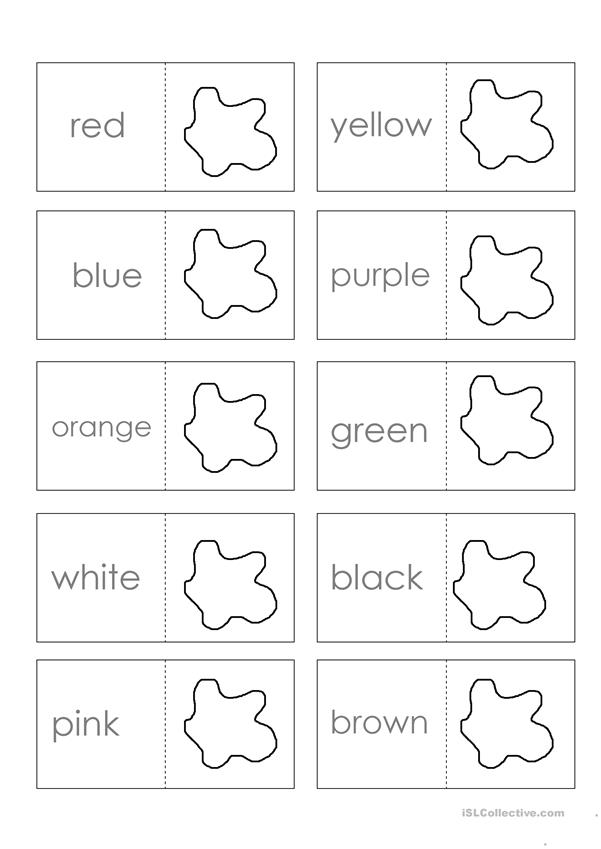 red
yellow
blue
purple
orange
green
white
black
pink
brown
iSLCollective.com